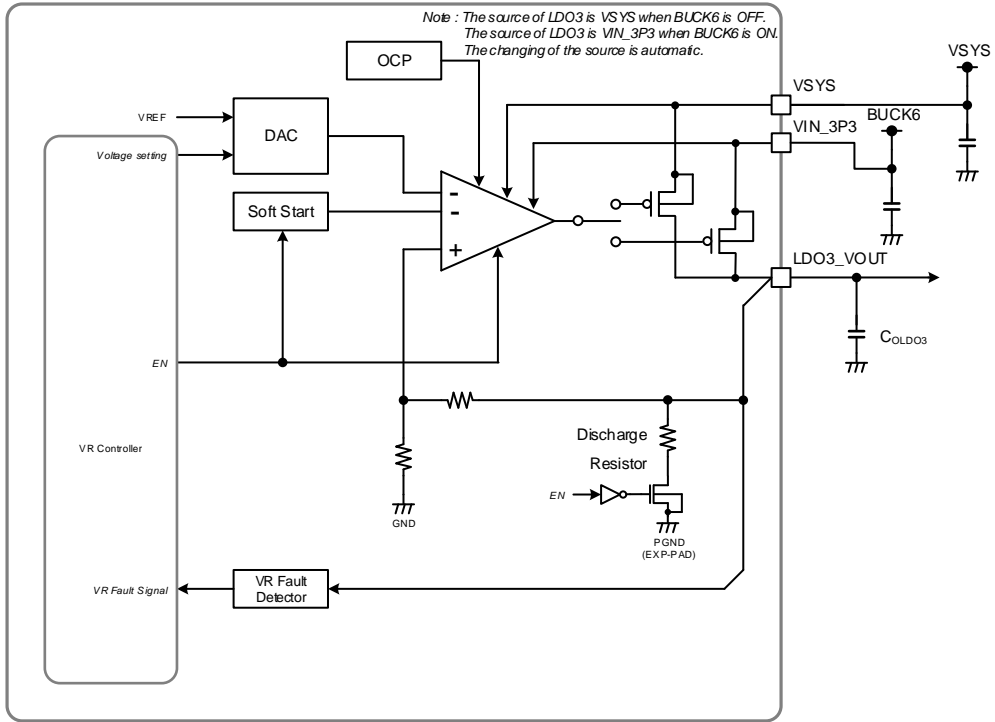 Note : The source of LDO3 is VSYS when BUCK6 is OFF.
The source of LDO3 is VIN_3P3 when BUCK6 is ON.
The changing of the source is automatic.
OCP
VSYS
VSYS
BUCK6
VIN_3P3
VREF
DAC
Voltage setting
Soft Start
-
-
+
LDO3_VOUT
COLDO3
EN
VR Controller
Discharge
Resistor
EN
GND
PGND
(EXP-PAD)
VR Fault Signal
VR Fault
Detector